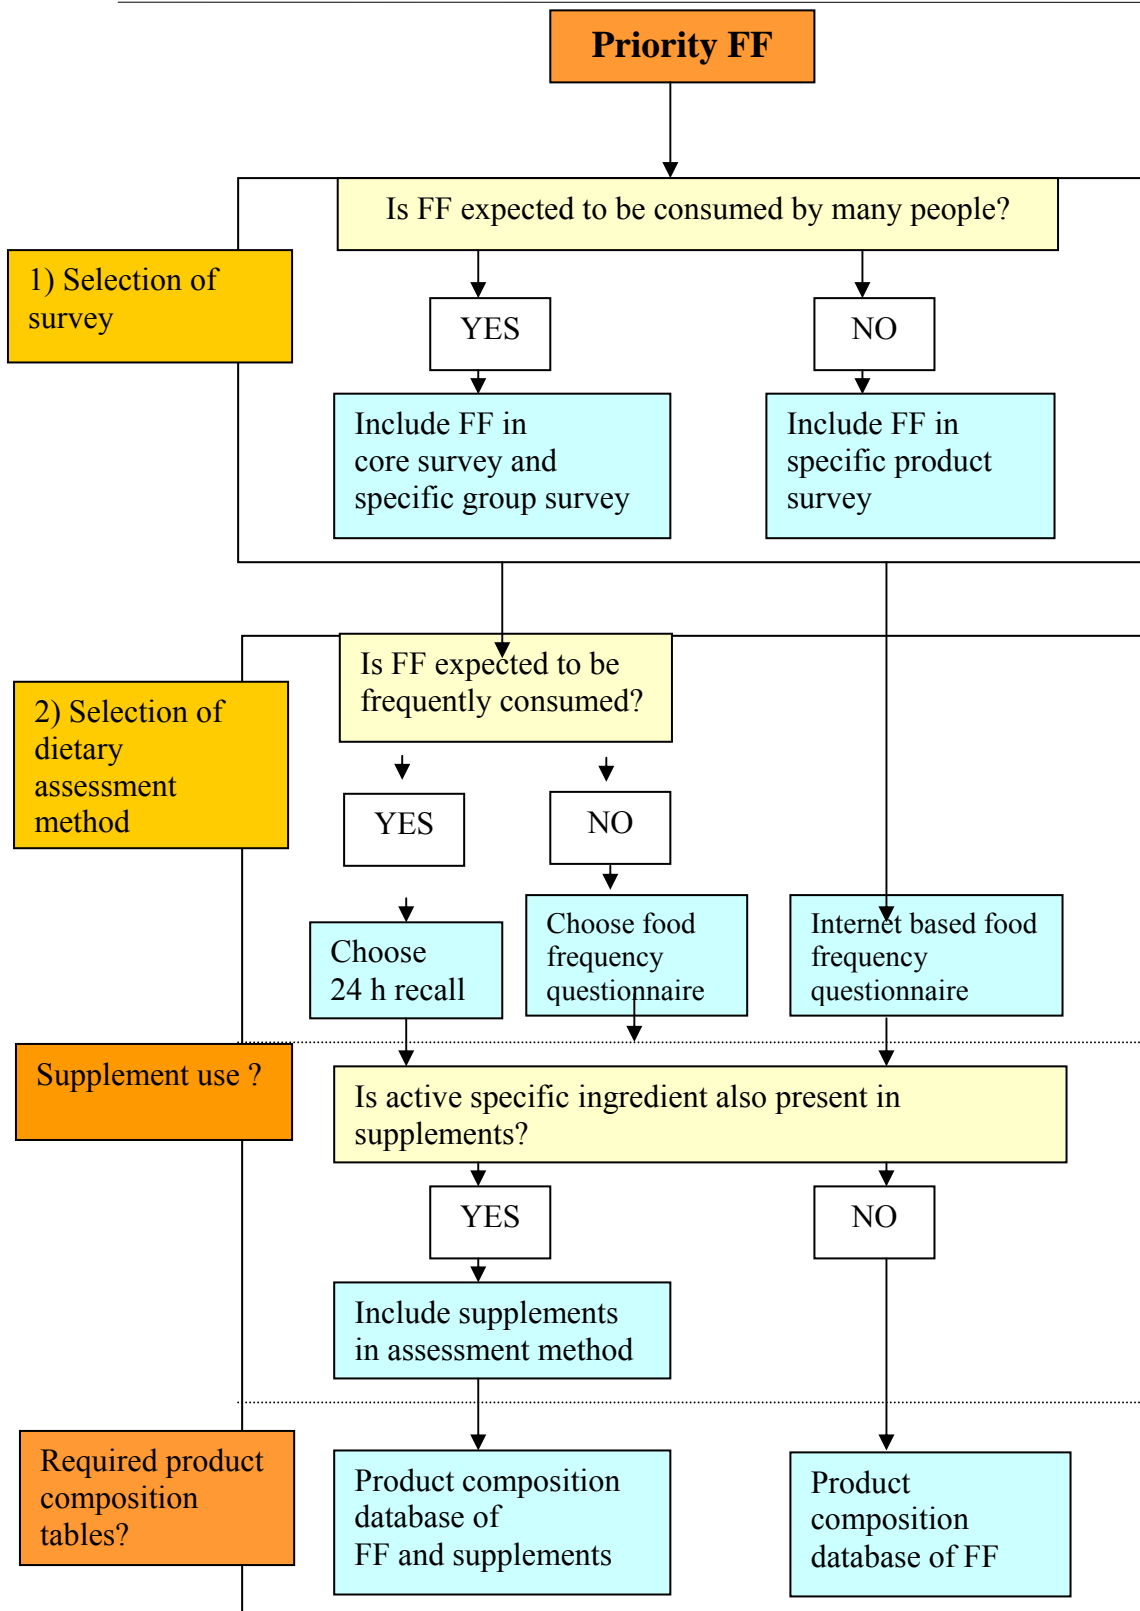 Priority FF
Is FF expected to be consumed by many people?
1) Selection of
survey
YES
NO
Include FF in
core survey and
specific group survey
Include FF in
specific product
survey
Is FF expected to be
frequently consumed?
2) Selection of
dietary
assessment
method
YES
NO
Choose
24 h recall
Choose food
frequency
questionnaire
Internet based food
frequency
questionnaire
Supplement use ?
Is active specific ingredient also present in
supplements?
YES
NO
Include supplements
in assessment method
Required product
composition
tables?
Product composition
database of
FF and supplements
Product
composition
database of FF